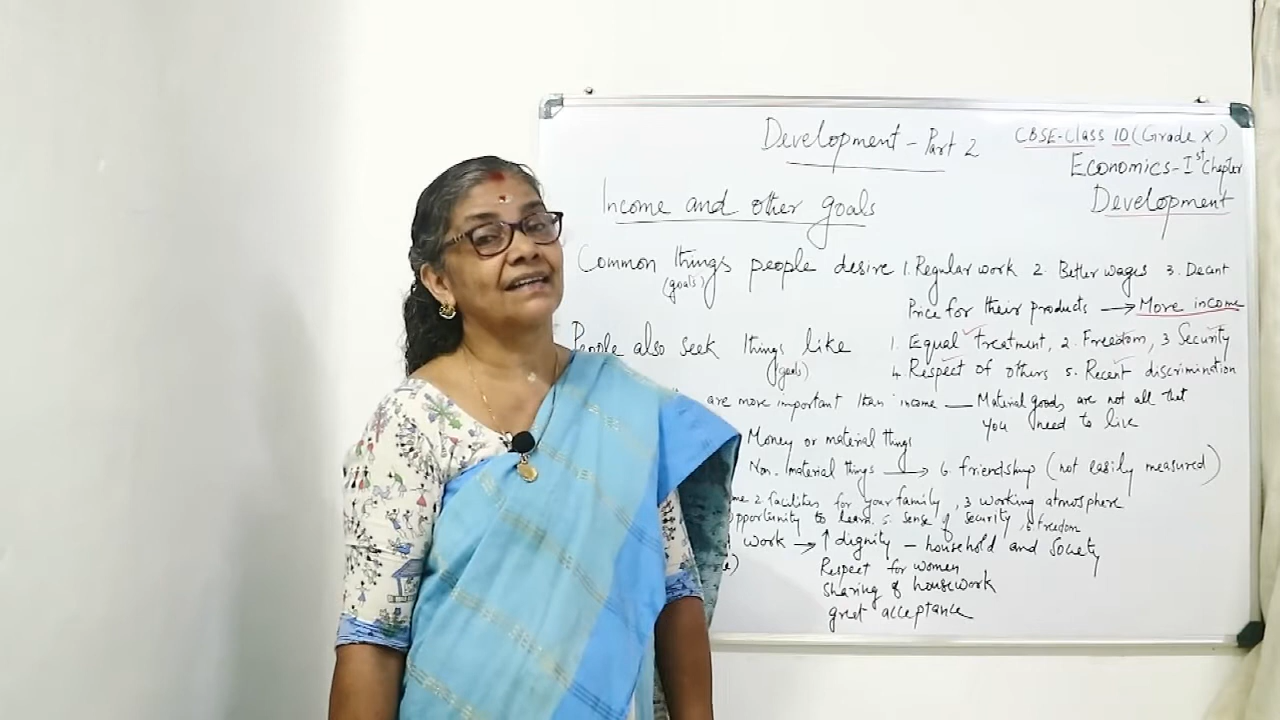 Development - Part 2
CBSE-Class 10 (Grade X)
Economics - 1st Chapter
Development
Income and other goals
Common things people desire 1. Regular work 2. Better wages 3. Decent
(goals)
Price for their products → More income
People also seek things like 1. Equal treatment, 2. Freedom, 3 Security
(goals)
4. Respect of others 5. Recent discrimination
are more important than income — Material goods are not all that
you need to live
Money or material things
Non. material things → 6. friendship (not easily measured)
2 facilities for your family, 3 working atmosphere
opportunity to learn 5. sense of security, 6 freedom
work → ↑ dignity - household and society
Respect for women
Sharing of housework
acceptance